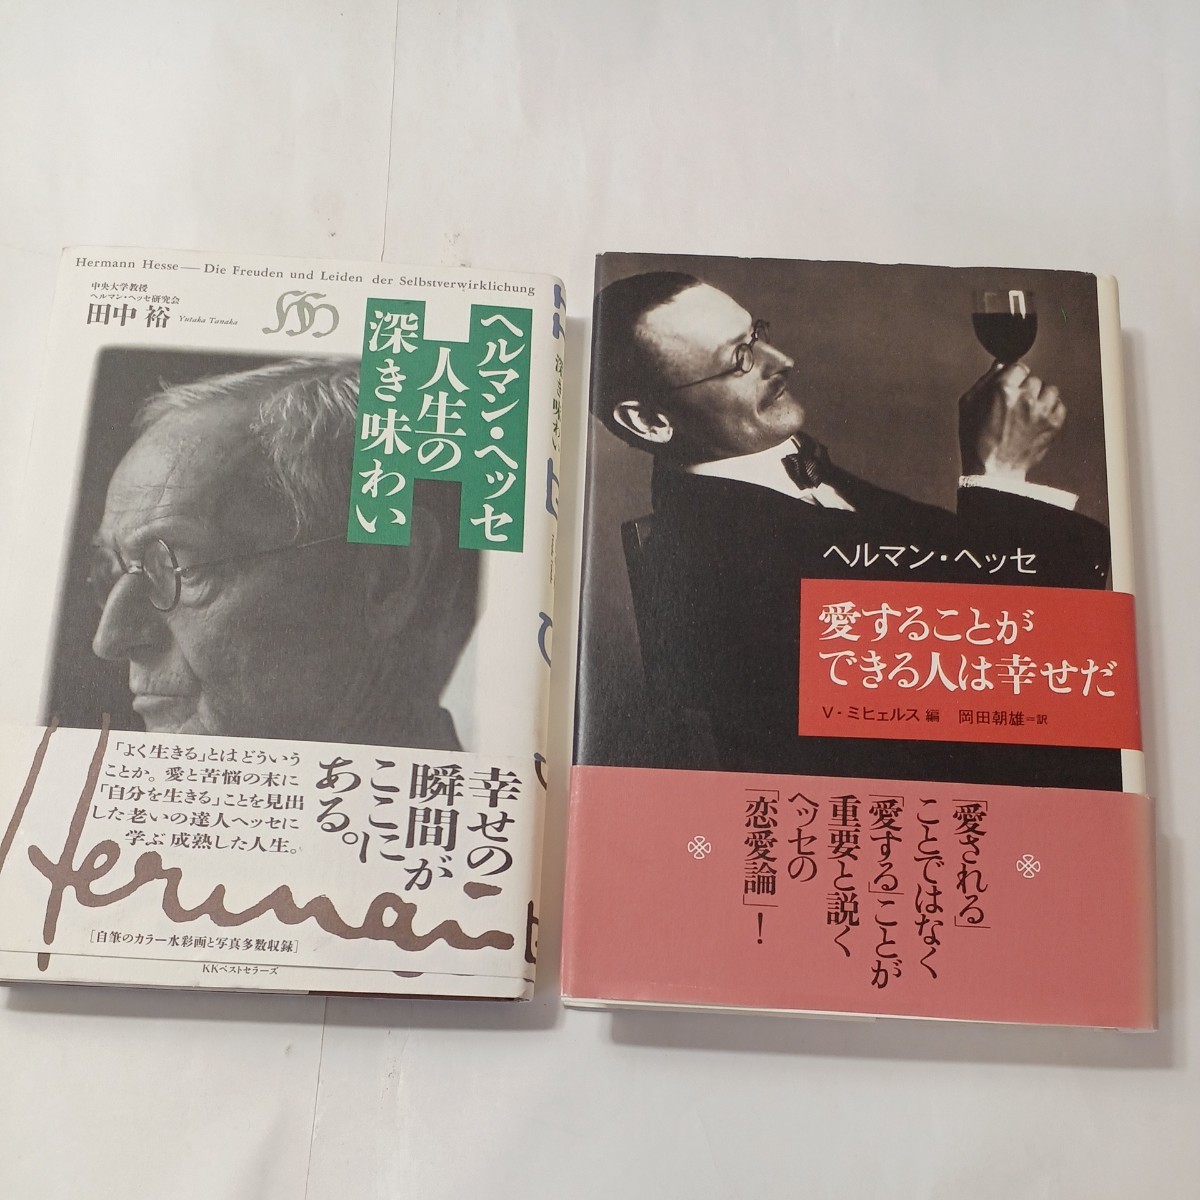 Hermann Hesse—Die Freuden und Leiden der Selbstverwirklichung
中央大学教授
ヘルマン・ヘッセ研究会
田中 裕 Yutaka Tanaka
ヘルマン・ヘッセ
人生の
深き味わい
深き味わい
幸せの
瞬間が
ここに
ある。
「よく生きる」とはどういう
ことか。愛と苦悩の末に
「自分を生きる」ことを見出
した老いの達人ヘッセに
学ぶ成熟した人生。
[自筆のカラー水彩画と写真多数収録]
KKベストセラーズ
ヘルマン・ヘッセ
愛することが
できる人は幸せだ
V・ミヒェルス 編 岡田朝雄=訳
「愛される」
ことではなく
「愛する」ことが
重要と説く
ヘッセの
「恋愛論」!